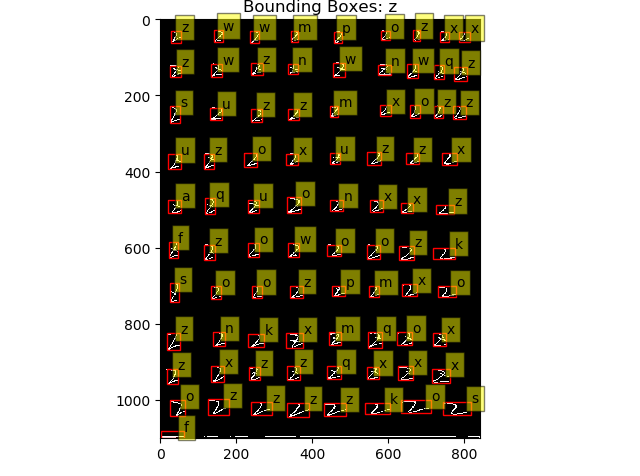 Bounding Boxes: z
0
z w w m p o z x x
z w z n w n w q z
200
s u z z m x o z z
u z o x u z z x
400
a q u o n x x z
f z o w o o z k
600
s o o z p m x o
800
z n k x m q o x
z x z z q x x x
1000
o z z z z k o s
f
0 200 400 600 800